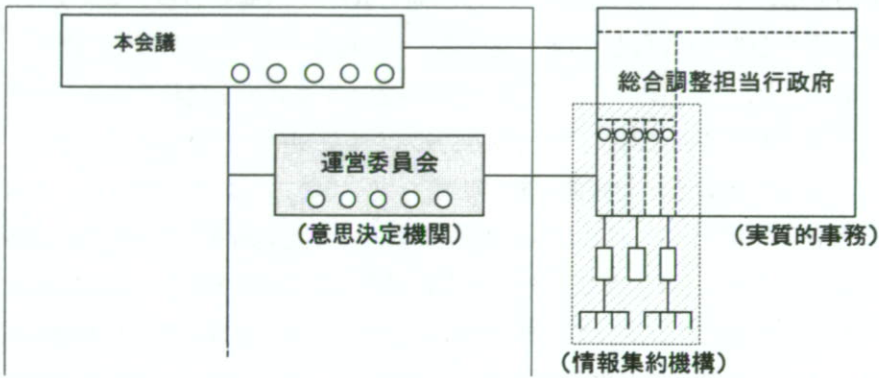 本会議
総合調整担当行政府
運営委員会
(意思決定機関)
(実質的事務)
(情報集約機構)